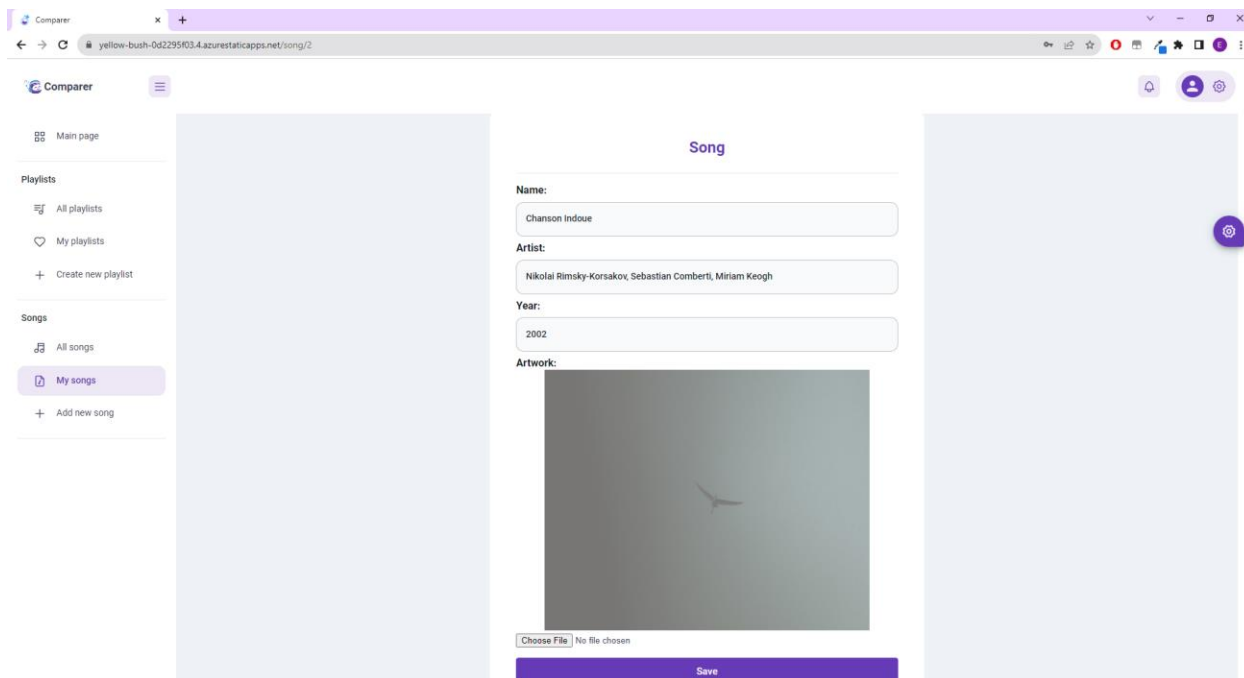 Comparer
yellow-bush-0d2295f03.4.azurestaticapps.net/song/2
E
Comparer
Main page
Playlists
All playlists
My playlists
Create new playlist
Songs
All songs
My songs
Add new song
Song
Name:
Chanson Indoue
Artist:
Nikolai Rimsky-Korsakov, Sebastian Comberti, Miriam Keogh
Year:
2002
Artwork:
Choose File No file chosen
Save